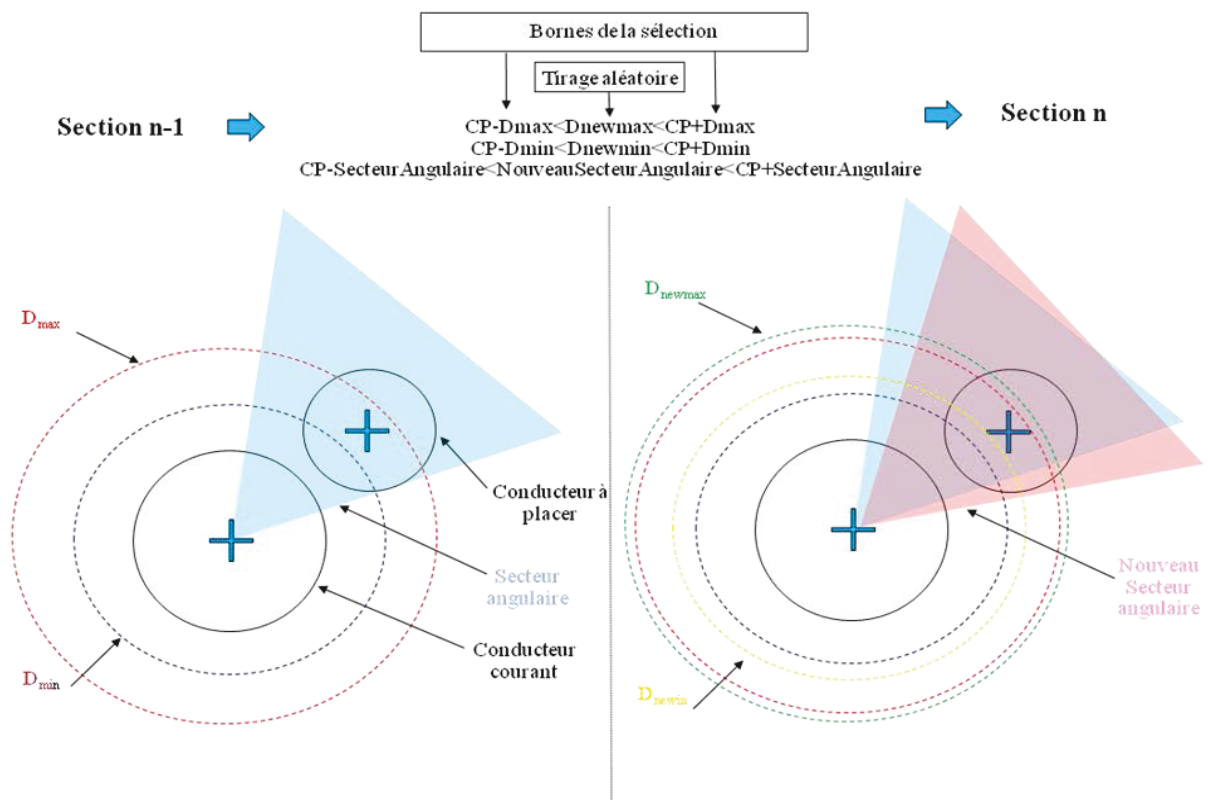 Bornes de la sélection
Tirage aléatoire
Section n-1
Section n
CP-Dmax<Dnewmax<CP+Dmax
CP-Dmin<Dnewmin<CP+Dmin
CP-SecteurAngulaire<NouveauSecteurAngulaire<CP+SecteurAngulaire
Dmax
Conducteur à
placer
Secteur
angulaire
Conducteur
courant
Dmin
Dnewmax
Nouveau
Secteur
angulaire
Dnewin